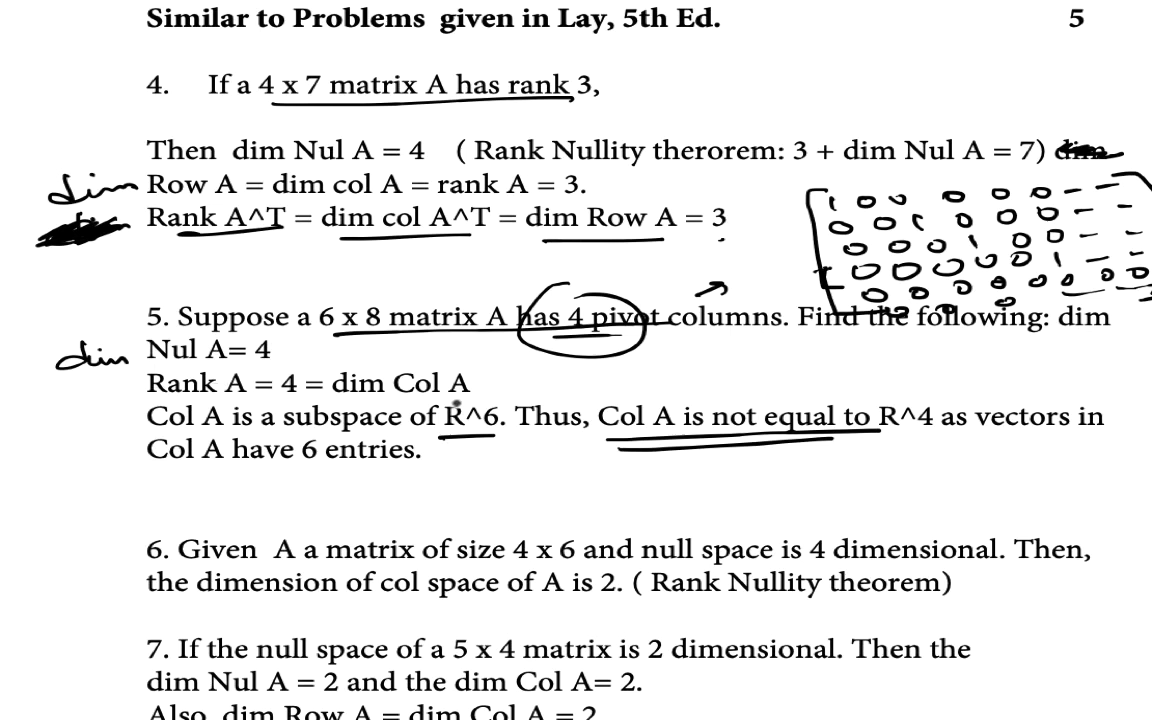 Similar to Problems given in Lay, 5th Ed. 5
4. If a 4 x 7 matrix A has rank 3,
Then dim Nul A = 4 ( Rank Nullity therorem: 3 + dim Nul A = 7)
dim Row A = dim col A = rank A = 3.
Rank A^T = dim col A^T = dim Row A = 3
5. Suppose a 6 x 8 matrix A has 4 pivot columns. Find the following: dim
dim Nul A= 4
Rank A = 4 = dim Col A
Col A is a subspace of R^6. Thus, Col A is not equal to R^4 as vectors in
Col A have 6 entries.
6. Given A a matrix of size 4 x 6 and null space is 4 dimensional. Then,
the dimension of col space of A is 2. ( Rank Nullity theorem)
7. If the null space of a 5 x 4 matrix is 2 dimensional. Then the
dim Nul A = 2 and the dim Col A= 2.
Also, dim Row A = dim Col A = 2